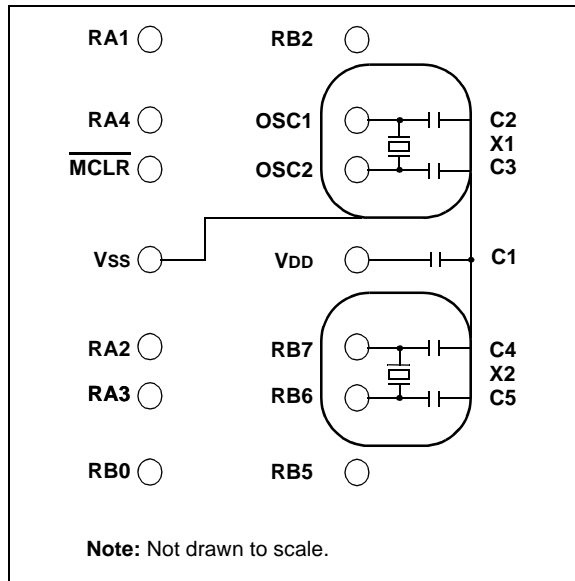 RA1 RB2
RA4 OSC1 C2
X1
MCLR OSC2 C3
VSS VDD C1
RA2 RB7 C4
X2
RA3 RB6 C5
RB0 RB5
Note: Not drawn to scale.